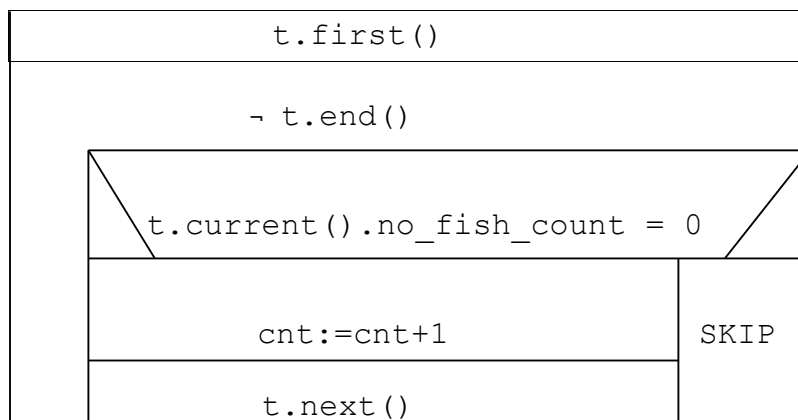 t.first()
¬ t.end()
t.current().no_fish_count = 0
cnt:=cnt+1
SKIP
t.next()